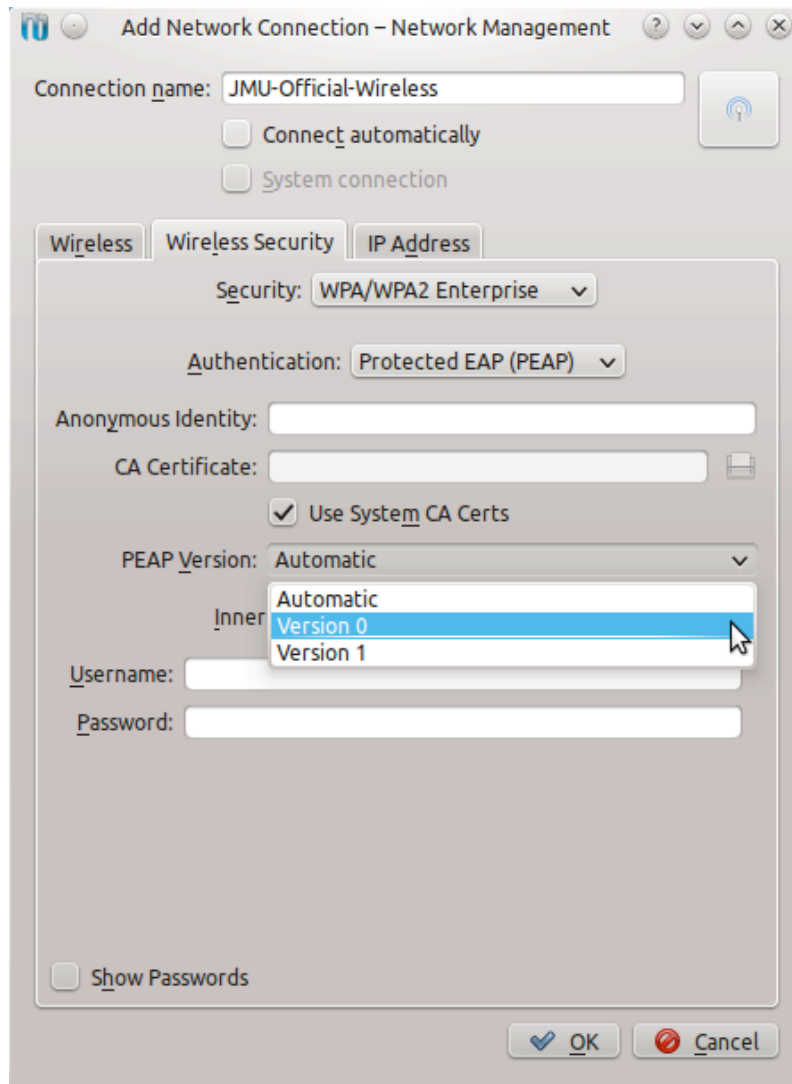 Add Network Connection – Network Management
Connection name: JMU-Official-Wireless
Connect automatically
System connection
Wireless Wireless Security IP Address
Security: WPA/WPA2 Enterprise
Authentication: Protected EAP (PEAP)
Anonymous Identity:
CA Certificate:
Use System CA Certs
PEAP Version: Automatic
Automatic
Inner Version 0
Version 1
Username:
Password:
Show Passwords
OK Cancel